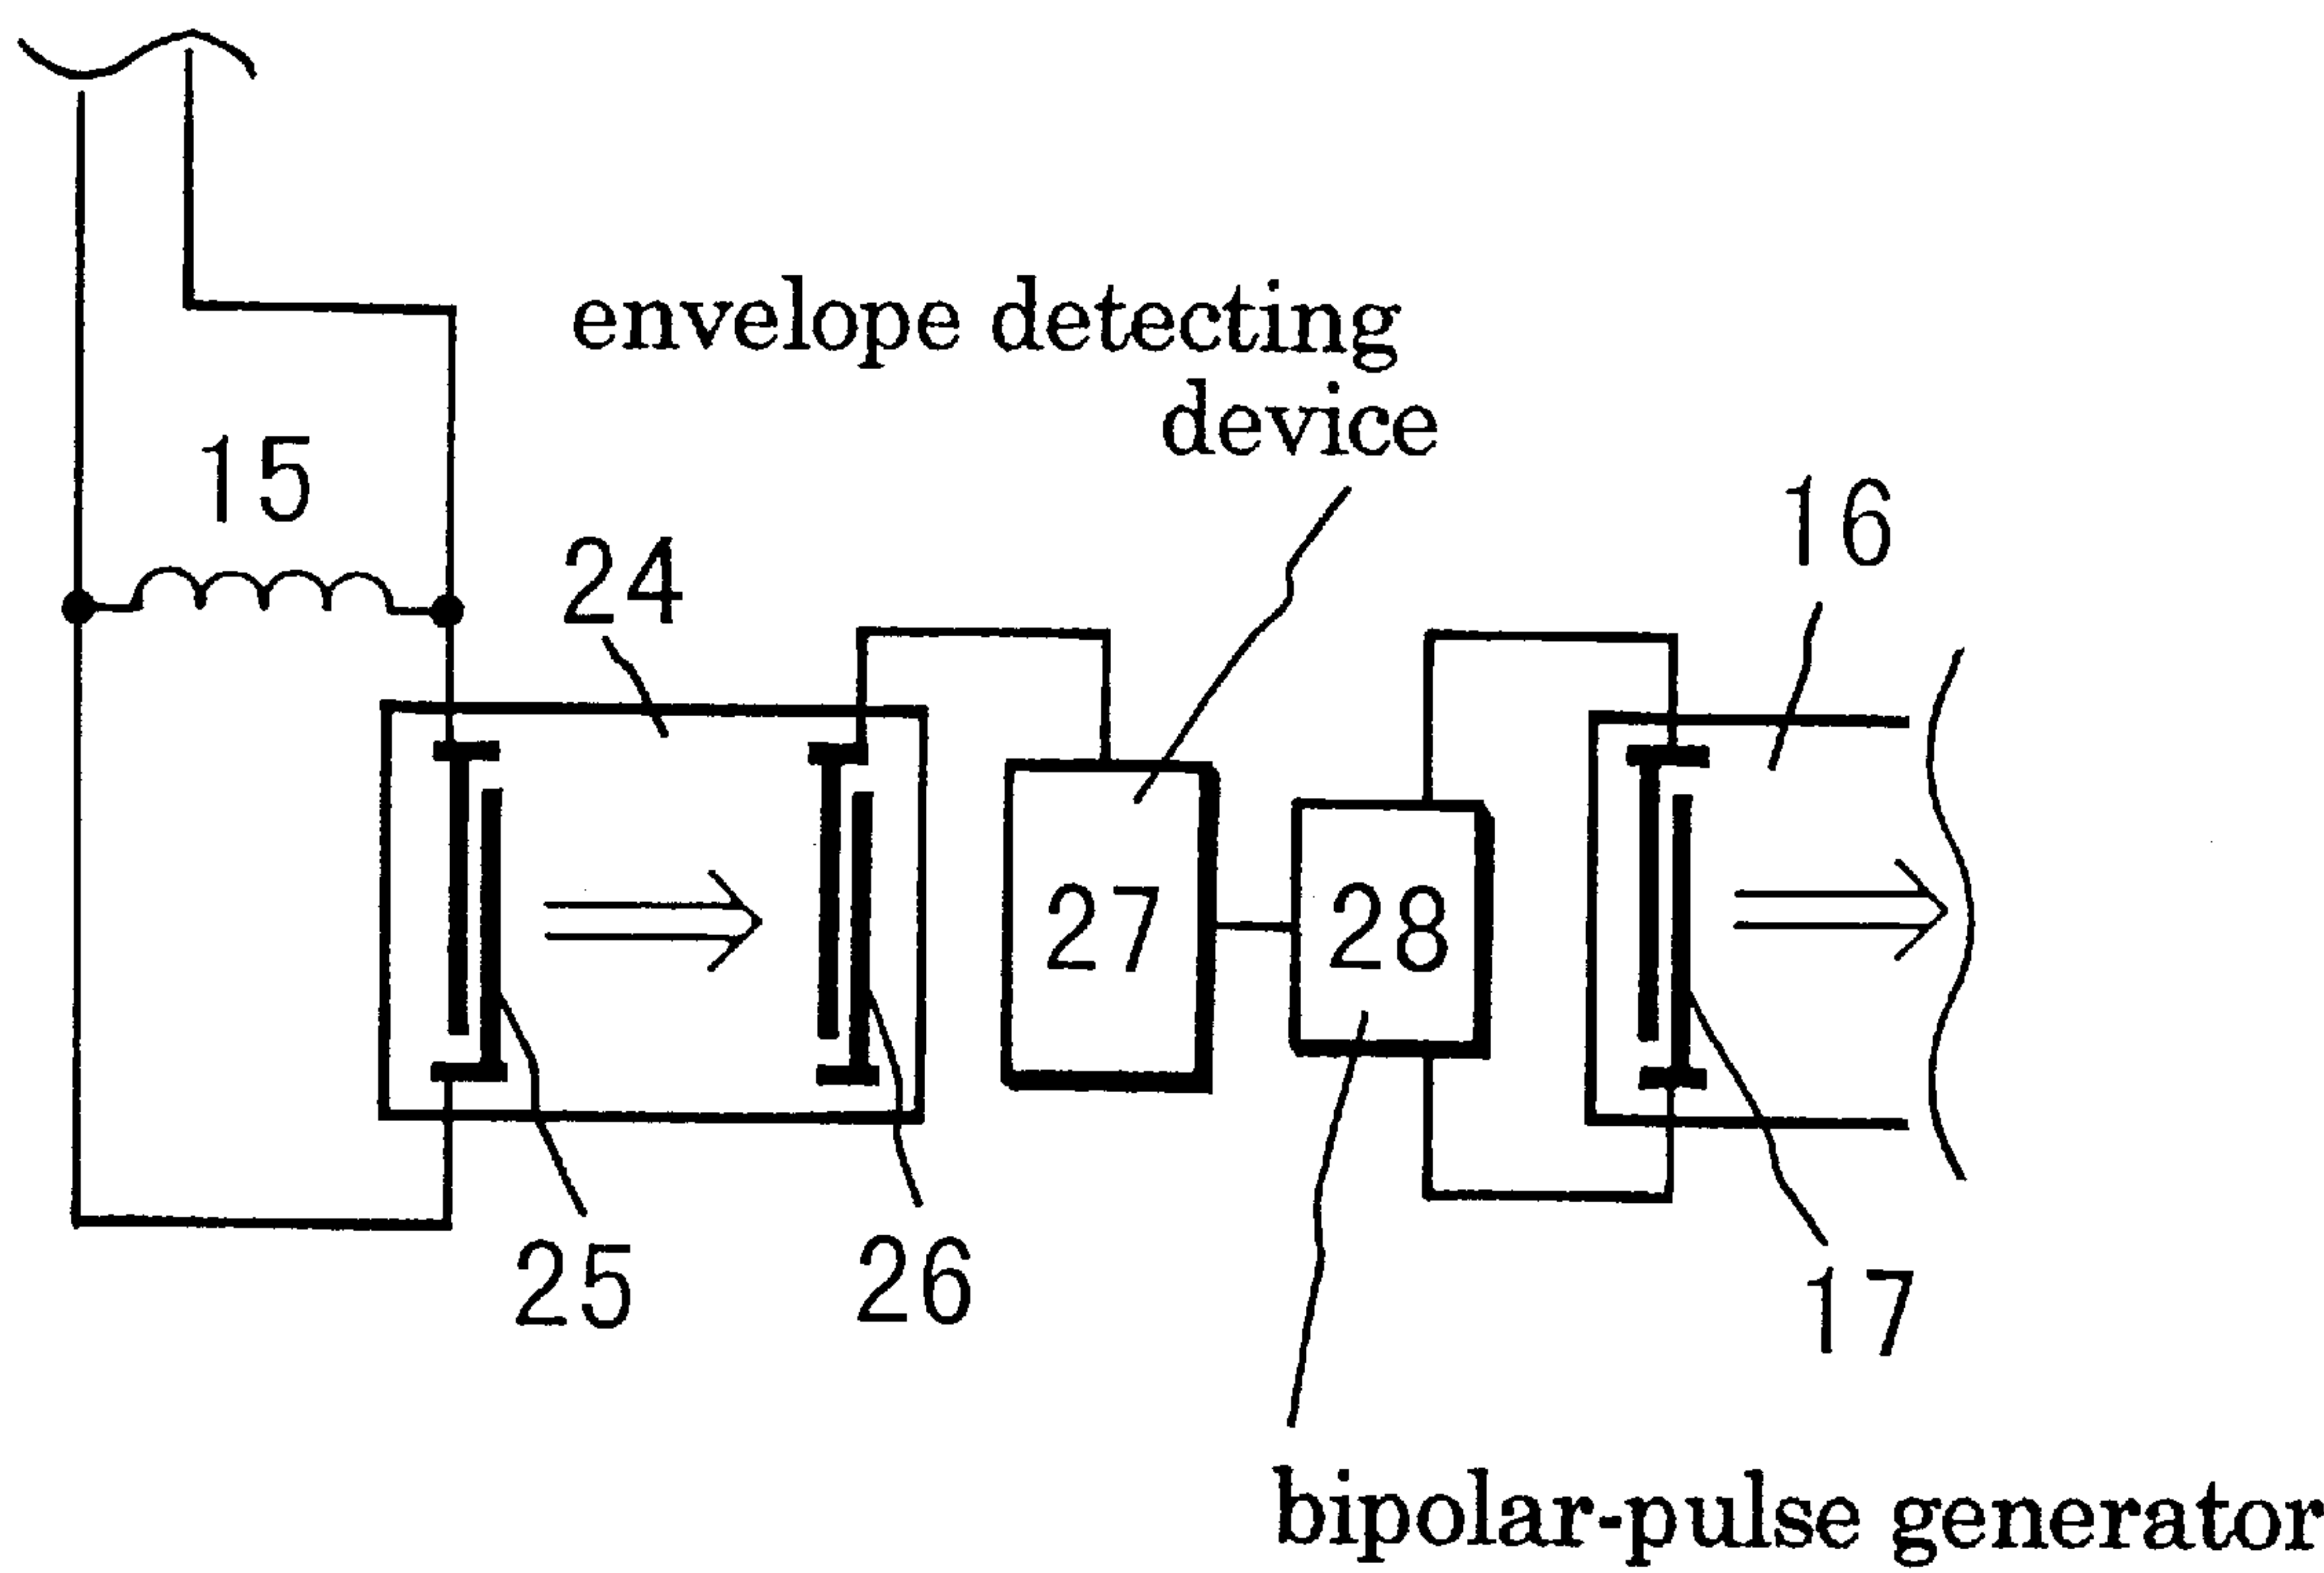 envelope detecting
device
15
16
24
27
28
25
26
17
bipolar-pulse generator